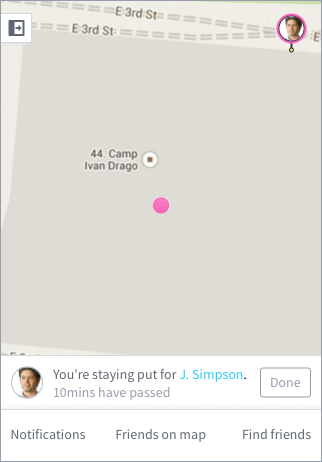 E 3rd St
E 3rd St
E
44. Camp
Ivan Drago
You're staying put for J. Simpson.
10mins have passed
Done
Notifications
Friends on map
Find friends